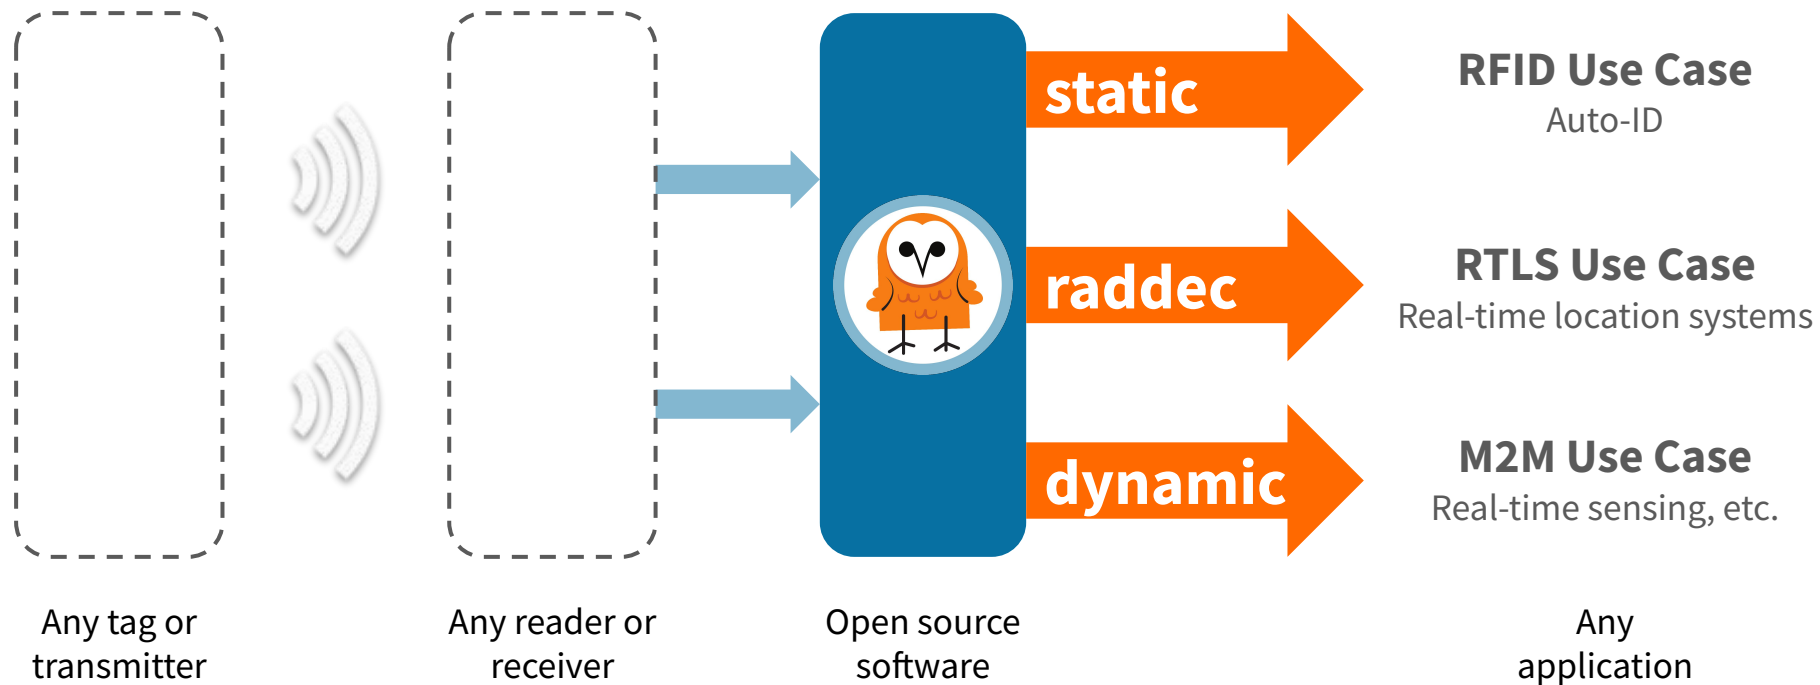 static
RFID Use Case
Auto-ID
raddec
RTLS Use Case
Real-time location systems
dynamic
M2M Use Case
Real-time sensing, etc.
Any tag or
transmitter
Any reader or
receiver
Open source
software
Any
application